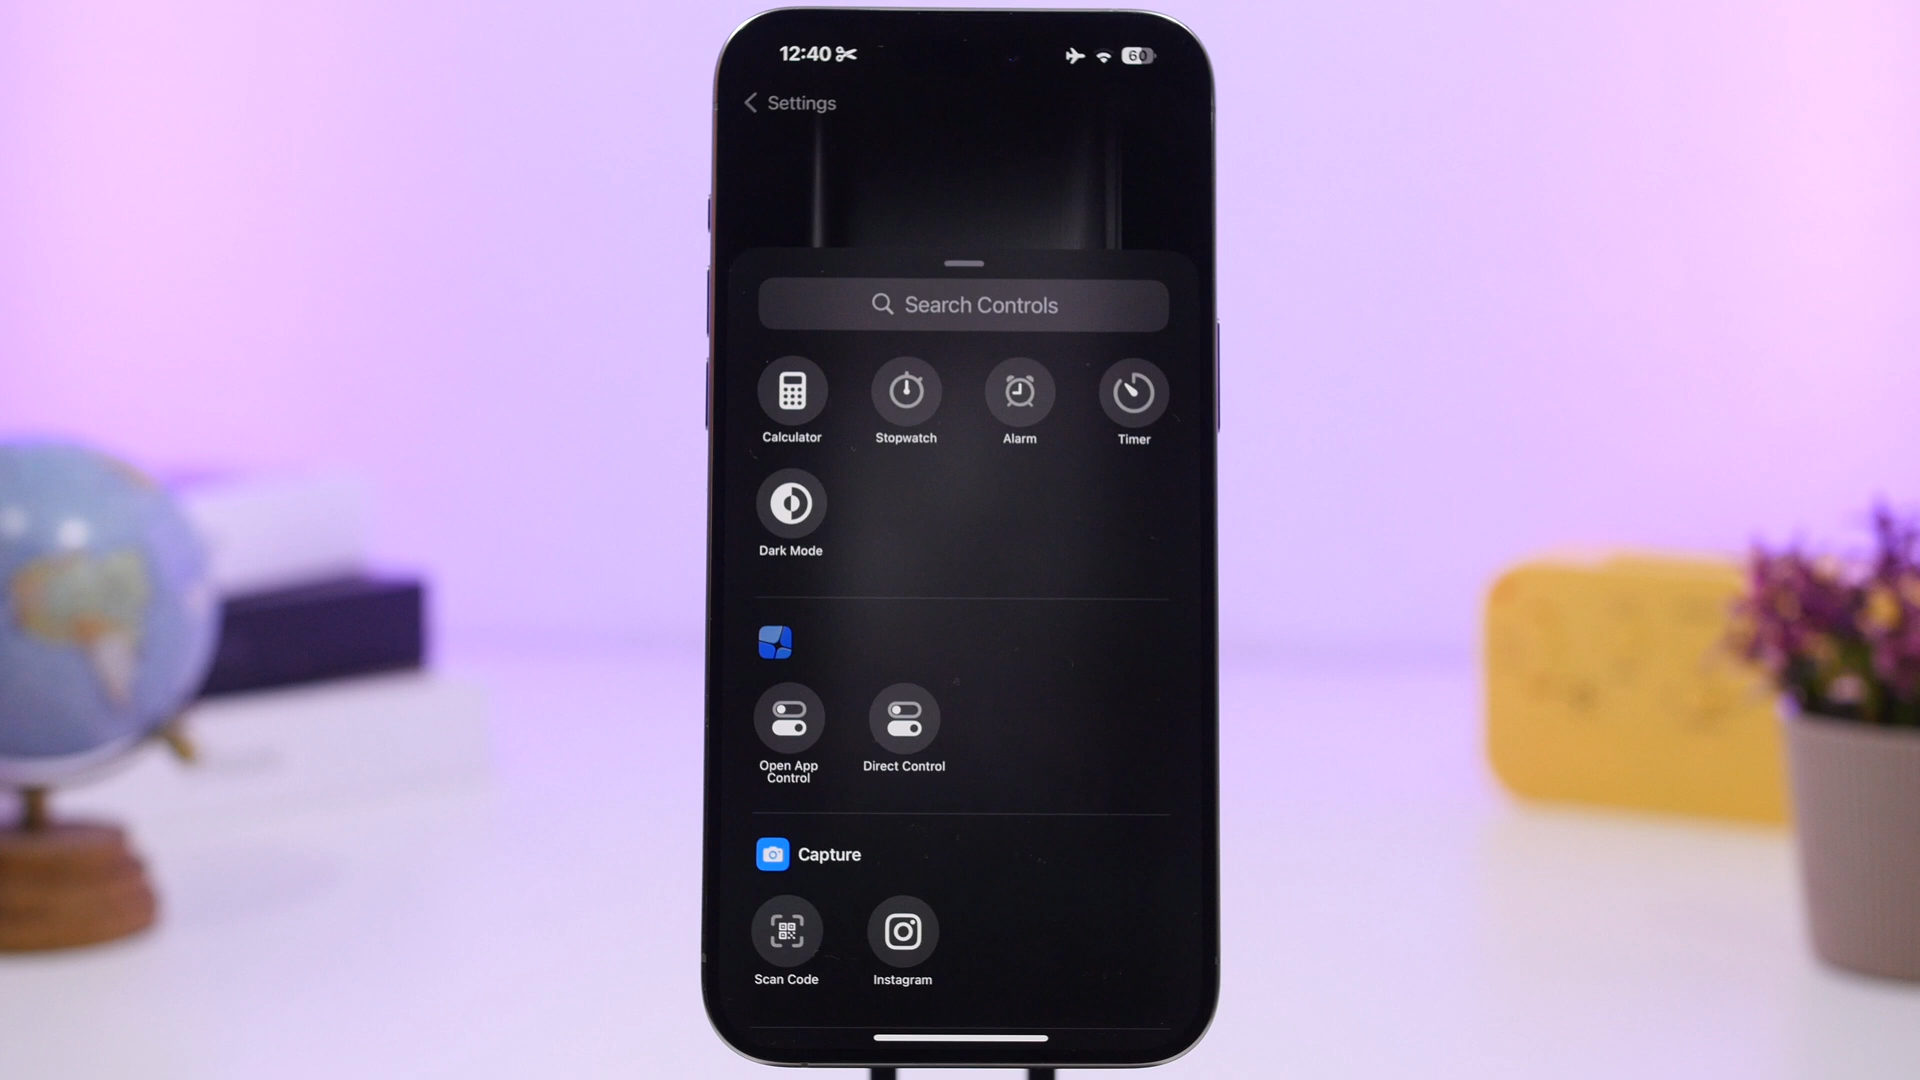 12:40 60
Settings
Search Controls
Calculator Stopwatch Alarm Timer
Dark Mode
Open App
Control
Direct Control
Capture
Scan Code Instagram